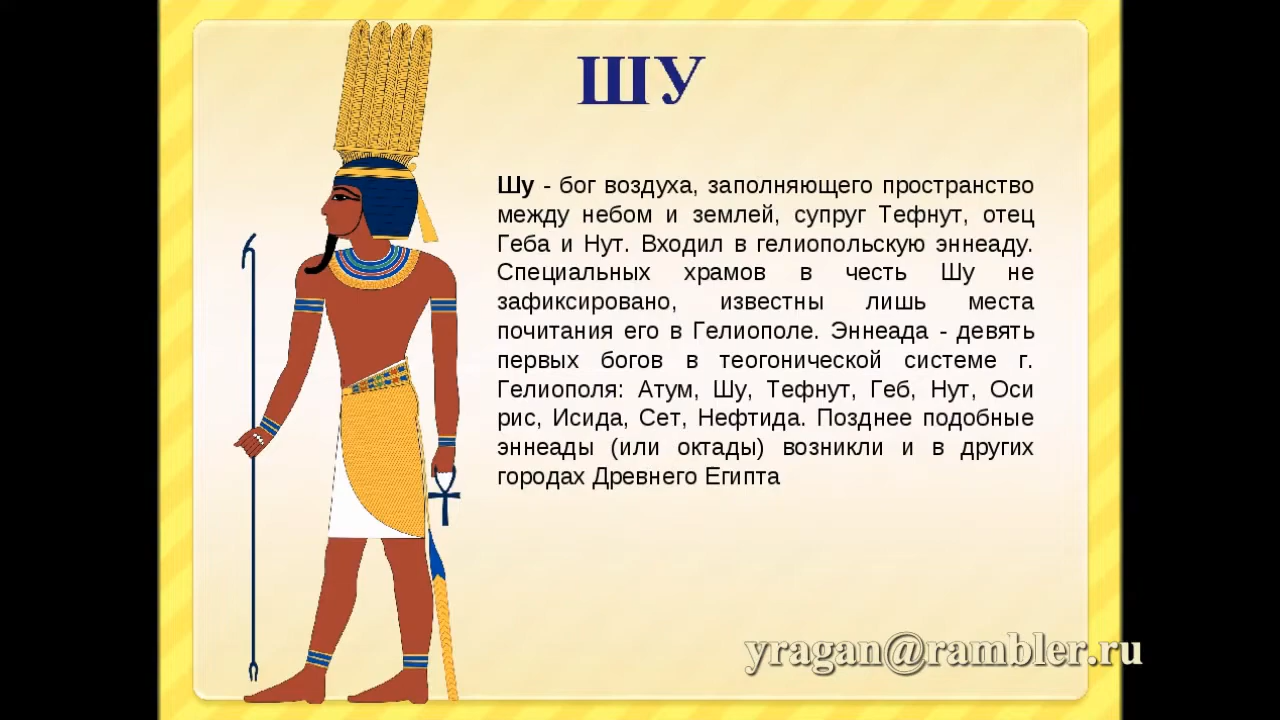 ШУ
Шу - бог воздуха, заполняющего пространство
между небом и землей, супруг Тефнут, отец
Геба и Нут. Входил в гелиопольскую эннеаду.
Специальных храмов в честь Шу не
зафиксировано, известны лишь места
почитания его в Гелиополе. Эннеада - девять
первых богов в теогонической системе г.
Гелиополя: Атум, Шу, Тефнут, Геб, Нут, Оси
рис, Исида, Сет, Нефтида. Позднее подобные
эннеады (или октады) возникли и в других
городах Древнего Египта
yragan@rambler.ru